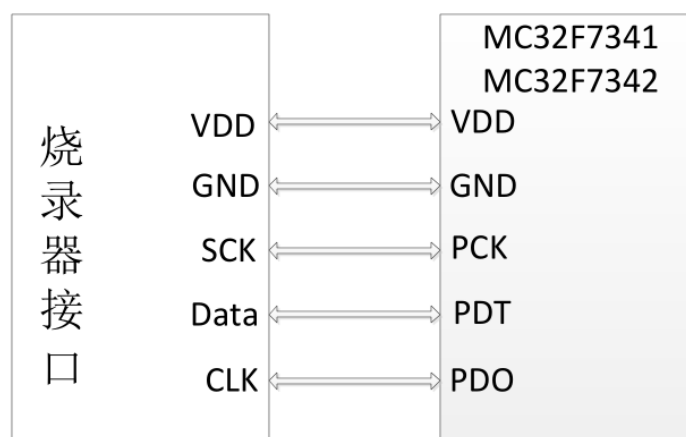 烧录器接口
VDD
GND
SCK
Data
CLK
MC32F7341
MC32F7342
VDD
GND
PCK
PDT
PDO